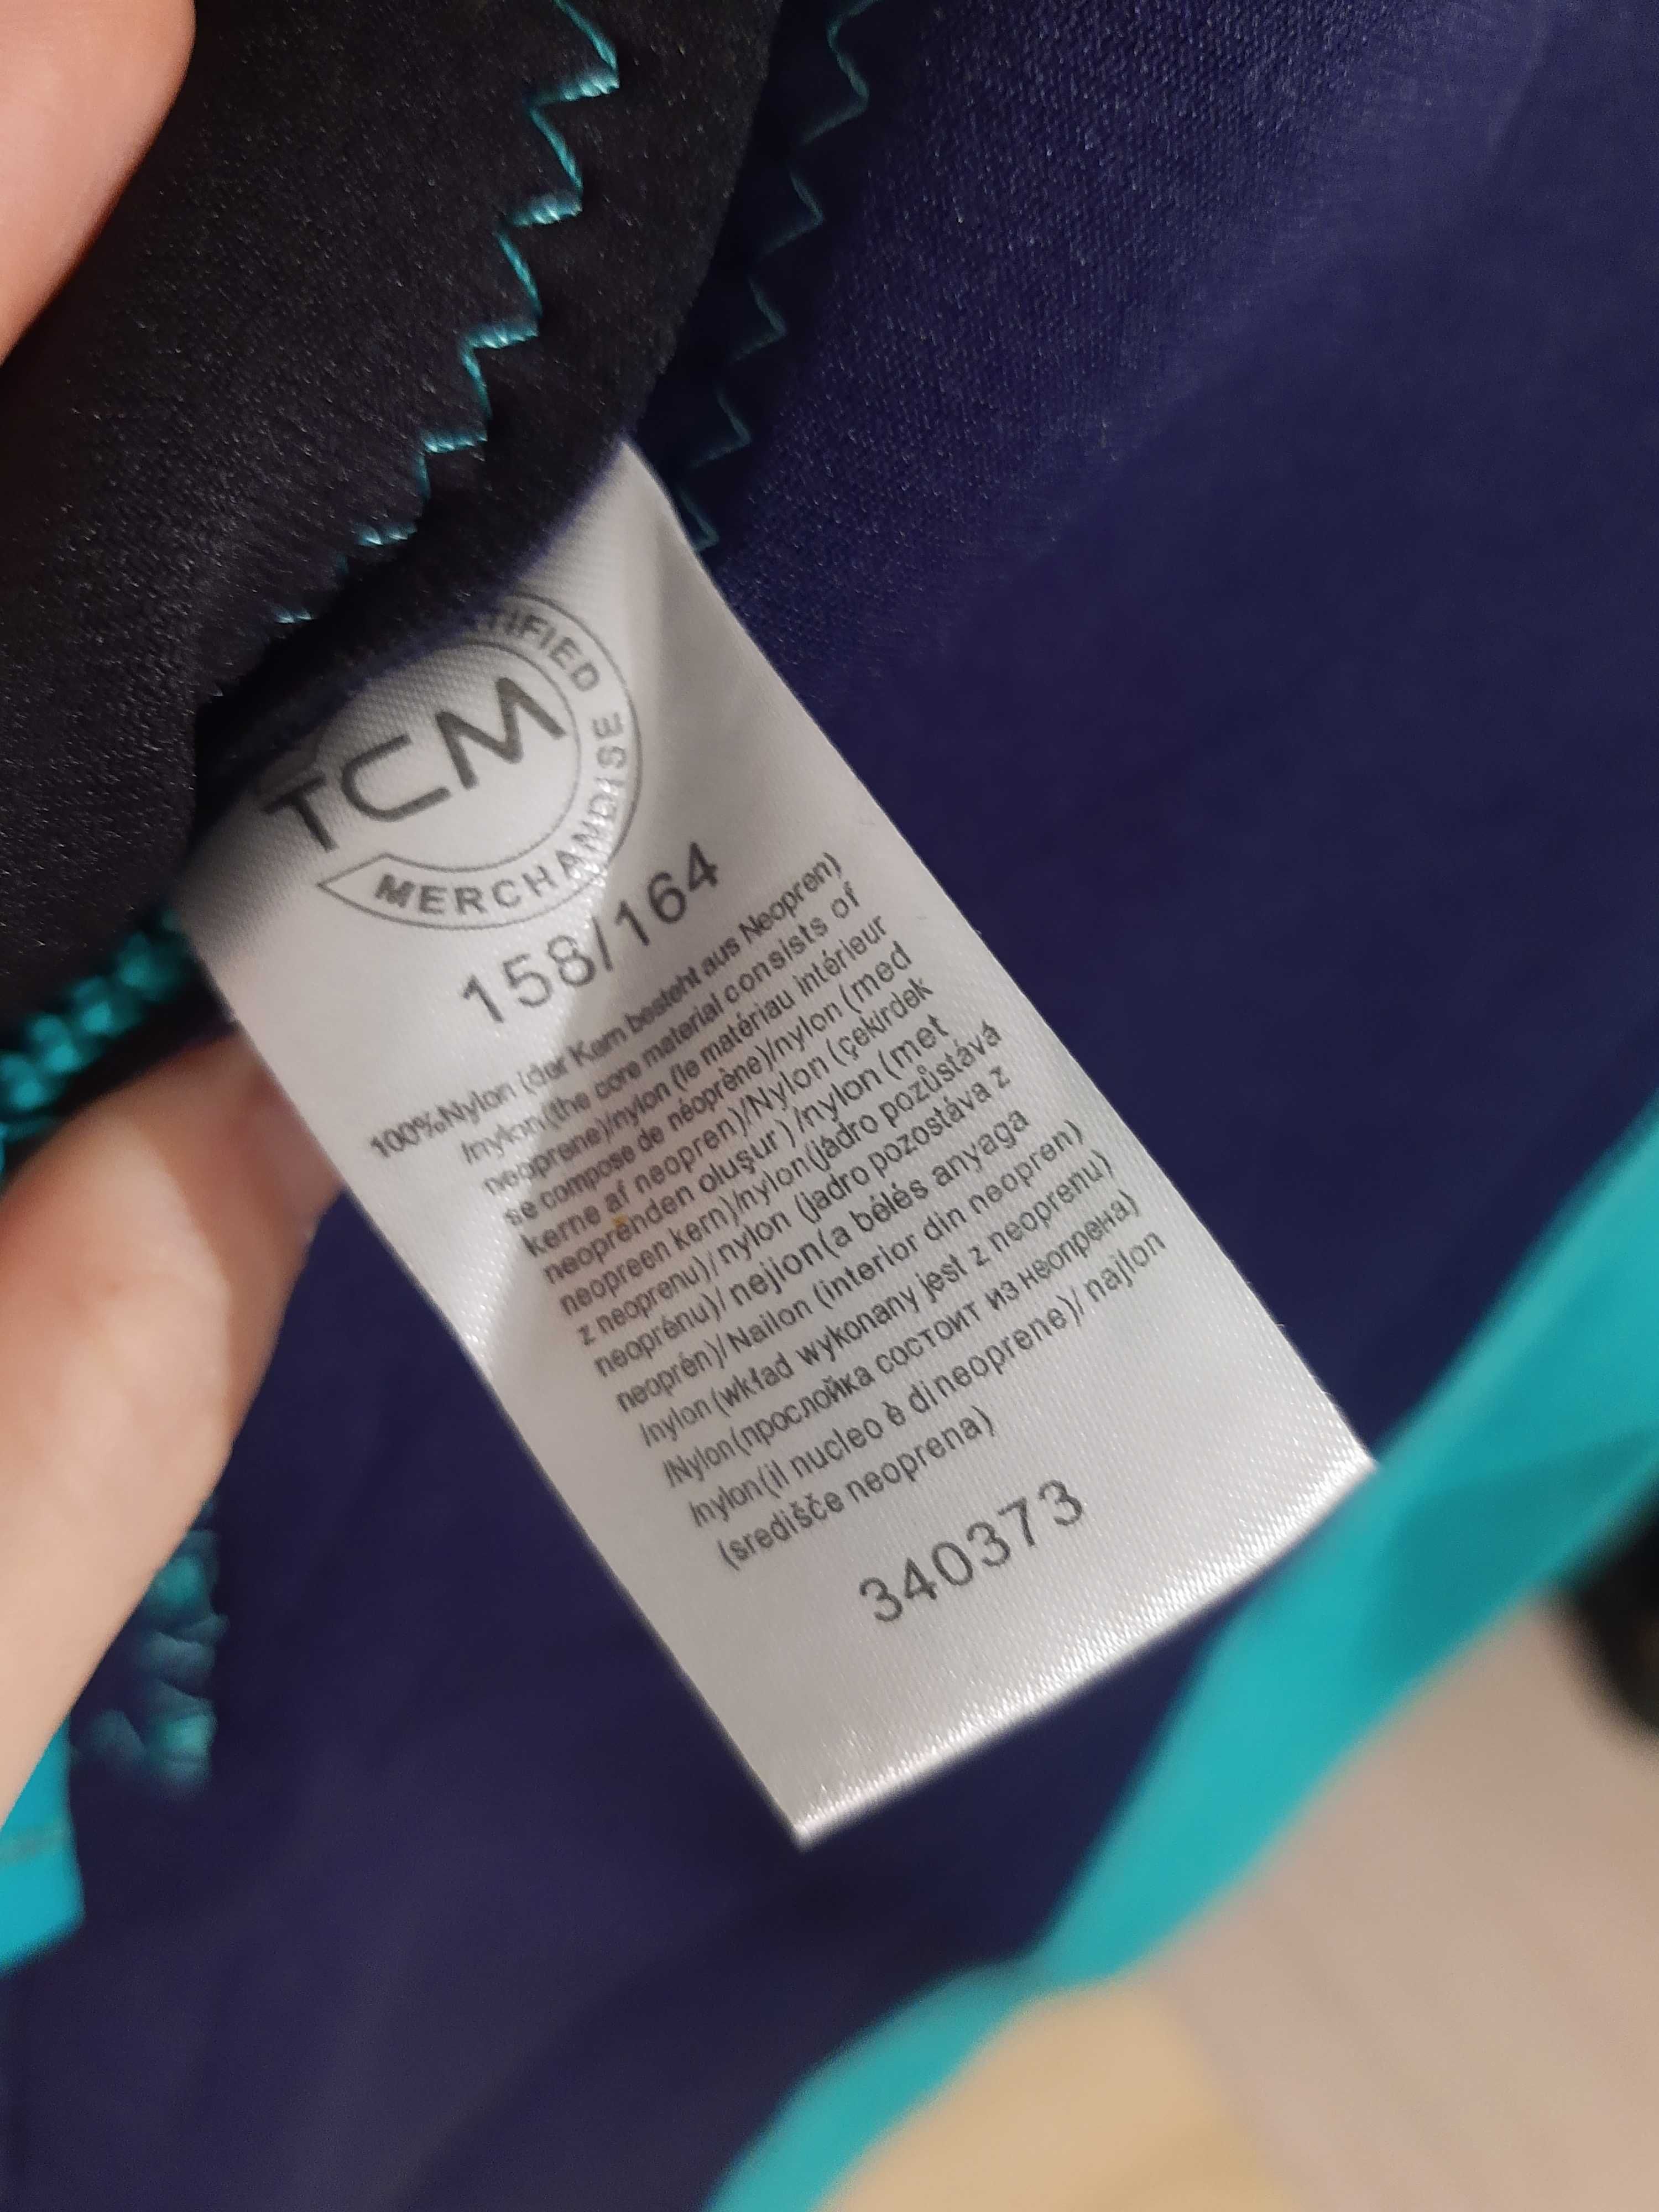 TIFIED
TCM
MERCHANDISE
158/164
100%Nylon (der Kern besteht aus Neopren)
/nylon(the core material consists of
neoprene)/nylon (le matériau intérieur
se compose de néoprène)/nylon (med
kerne af neopren)/Nylon (çekirdek
neoprenden oluşur) /nylon (met
neopreen kern)/nylon(jádro pozůstává
z neoprenu)/ nylon (jadro pozostáva z
neoprénu)/ nejlon(a bélés anyaga
neoprén)/ Nailon (interior din neopren)
/nylon (wkład wykonany jest z neoprenu)
/Nylon(прослойка состоит из неопрена)
/nylon(il nucleo è di neoprene)/ najlon
(središče neoprena)
340373